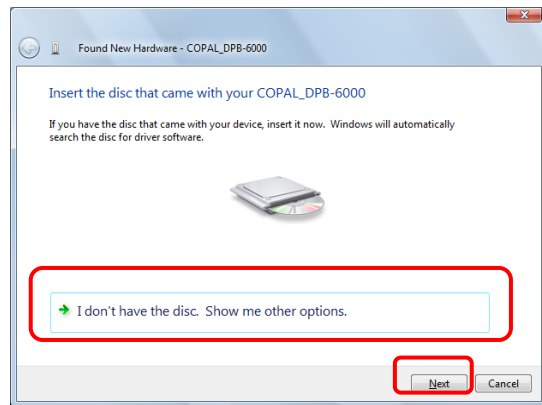 Found New Hardware - COPAL_DPB-6000
Insert the disc that came with your COPAL_DPB-6000
If you have the disc that came with your device, insert it now. Windows will automatically
search the disc for driver software.
I don't have the disc. Show me other options.
Next
Cancel